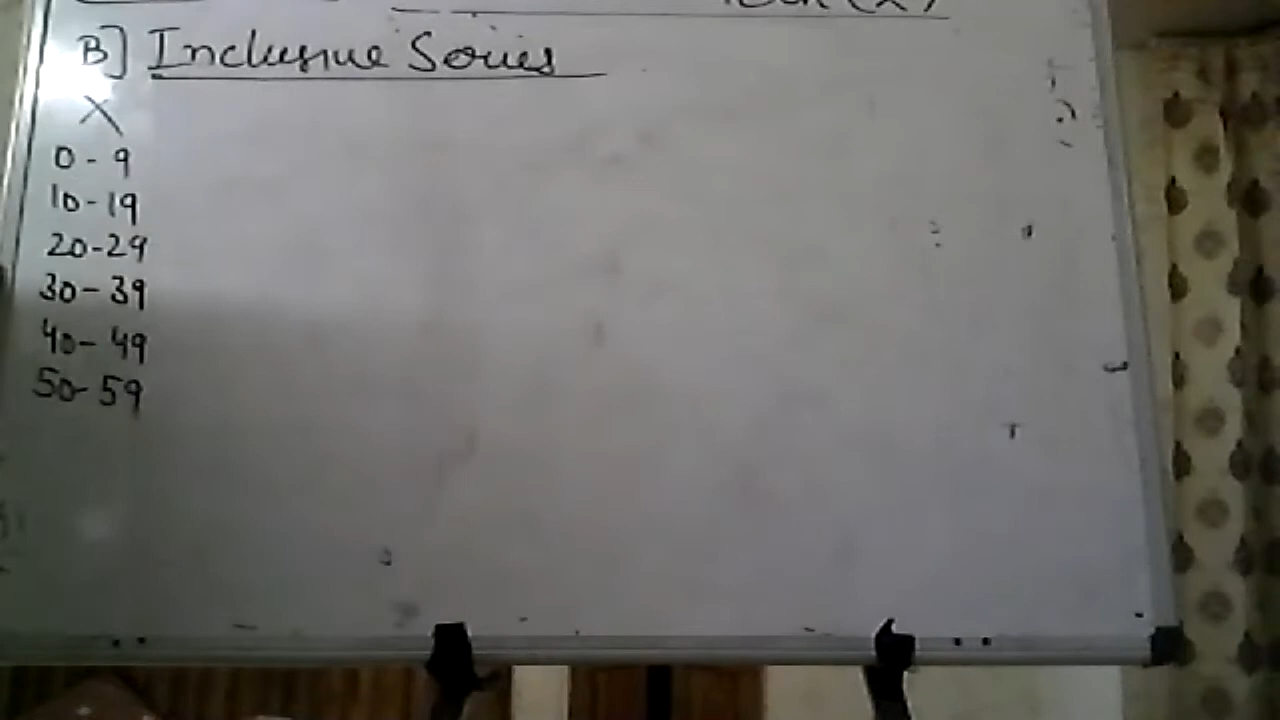 B] Inclusive Series
X
0 - 9
10 - 19
20 - 29
30 - 39
40 - 49
50 - 59